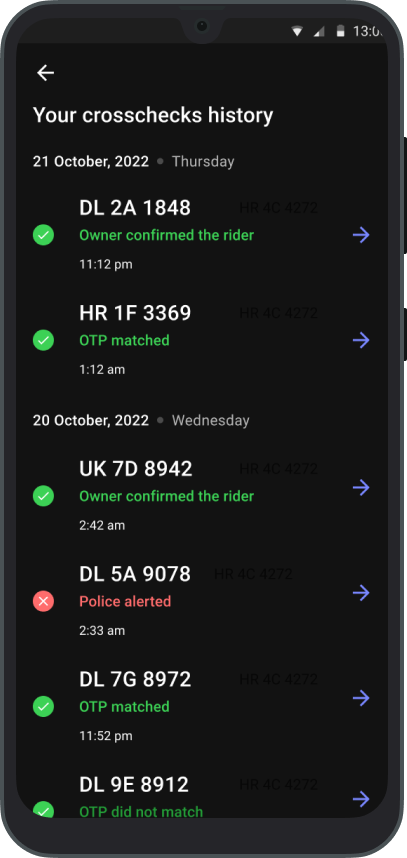 13:0
Your crosschecks history
21 October, 2022 • Thursday
DL 2A 1848 HR 4C 4272
Owner confirmed the rider
11:12 pm
HR 1F 3369 HR 4C 4272
OTP matched
1:12 am
20 October, 2022 • Wednesday
UK 7D 8942 HR 4C 4272
Owner confirmed the rider
2:42 am
DL 5A 9078 HR 4C 4272
Police alerted
2:33 am
DL 7G 8972 HR 4C 4272
OTP matched
11:52 pm
DL 9E 8912 HR 4C 4272
OTP did not match